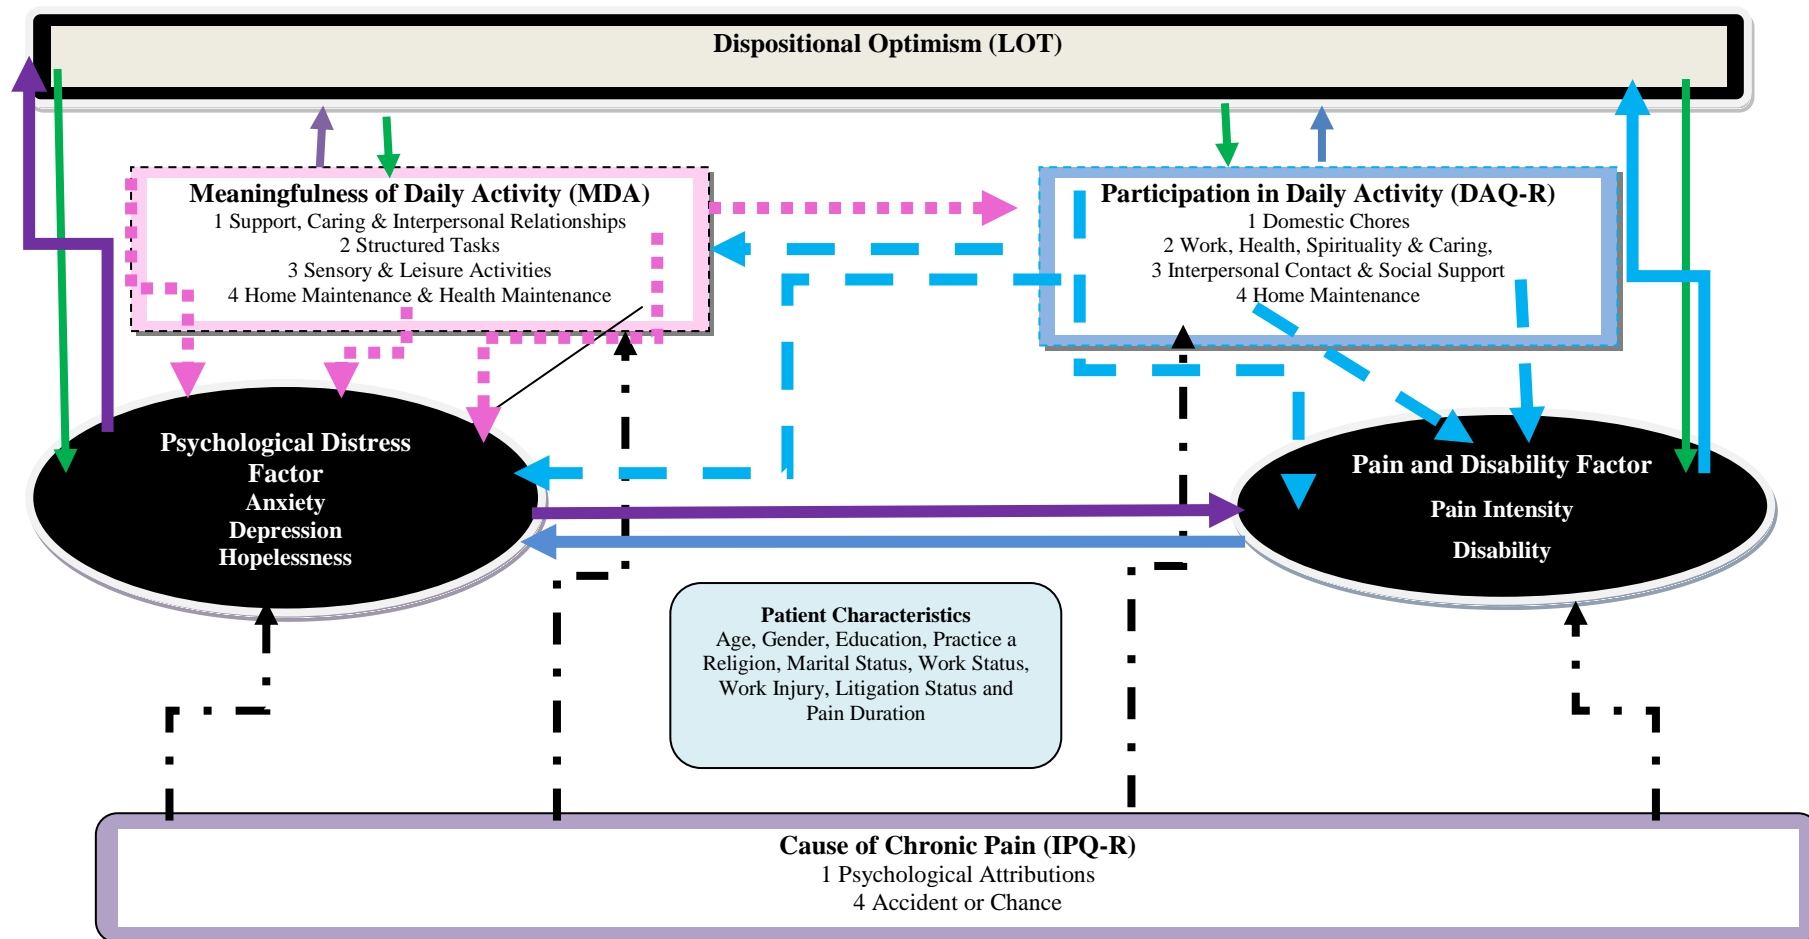 Dispositional Optimism (LOT)
Meaningfulness of Daily Activity (MDA)
1 Support, Caring & Interpersonal Relationships
2 Structured Tasks
3 Sensory & Leisure Activities
4 Home Maintenance & Health Maintenance
Participation in Daily Activity (DAQ-R)
1 Domestic Chores
2 Work, Health, Spirituality & Caring,
3 Interpersonal Contact & Social Support
4 Home Maintenance
Psychological Distress
Factor
Anxiety
Depression
Hopelessness
Pain and Disability Factor
Pain Intensity
Disability
Patient Characteristics
Age, Gender, Education, Practice a
Religion, Marital Status, Work Status,
Work Injury, Litigation Status and
Pain Duration
Cause of Chronic Pain (IPQ-R)
1 Psychological Attributions
4 Accident or Chance